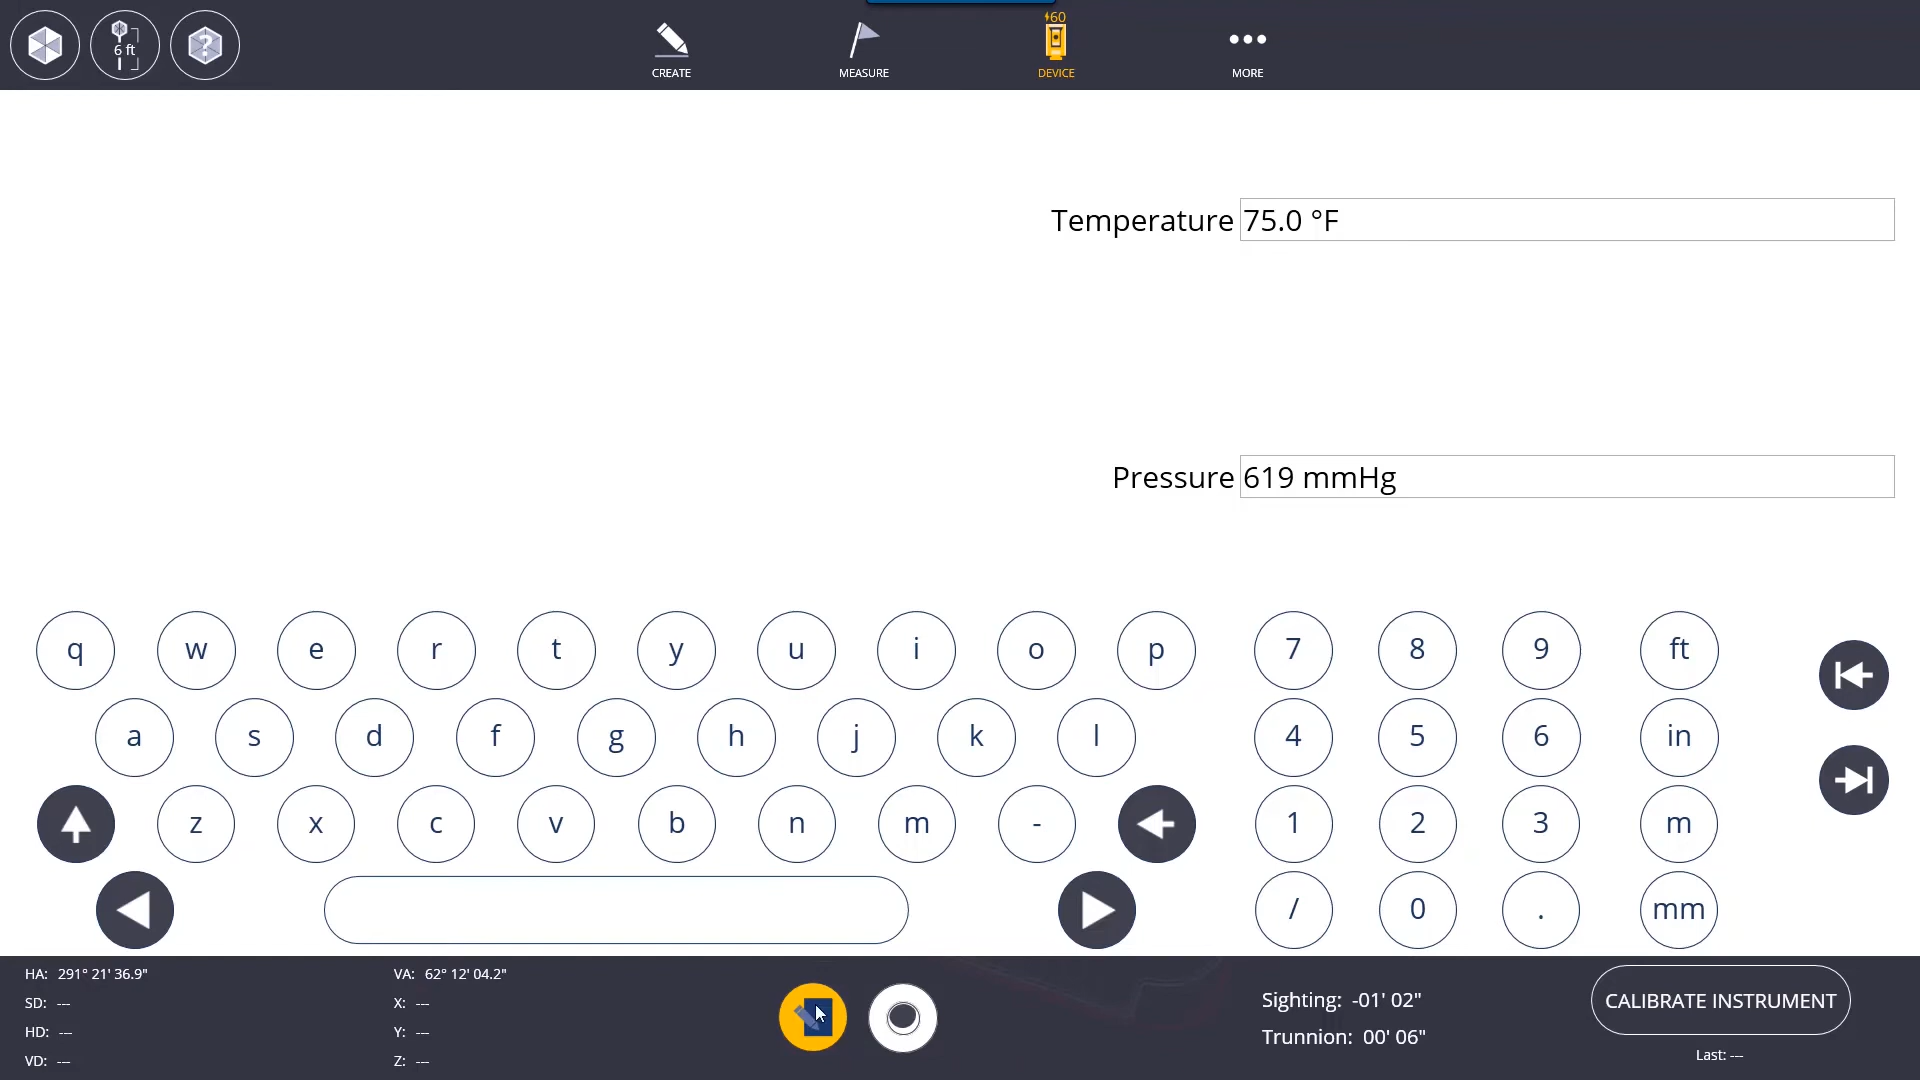 6 ft
?
60
CREATE
MEASURE
DEVICE
MORE
Temperature 75.0 °F
Pressure 619 mmHg
q w e r t y u i o p 7 8 9 ft
a s d f g h j k l 4 5 6 in
z x c v b n m - 1 2 3 m
/ 0 . mm
HA: 291° 21' 36.9"
SD: ---
HD: ---
VD: ---
VA: 62° 12' 04.2"
X: ---
Y: ---
Z: ---
Sighting: -01' 02"
Trunnion: 00' 06"
CALIBRATE INSTRUMENT
Last: ---